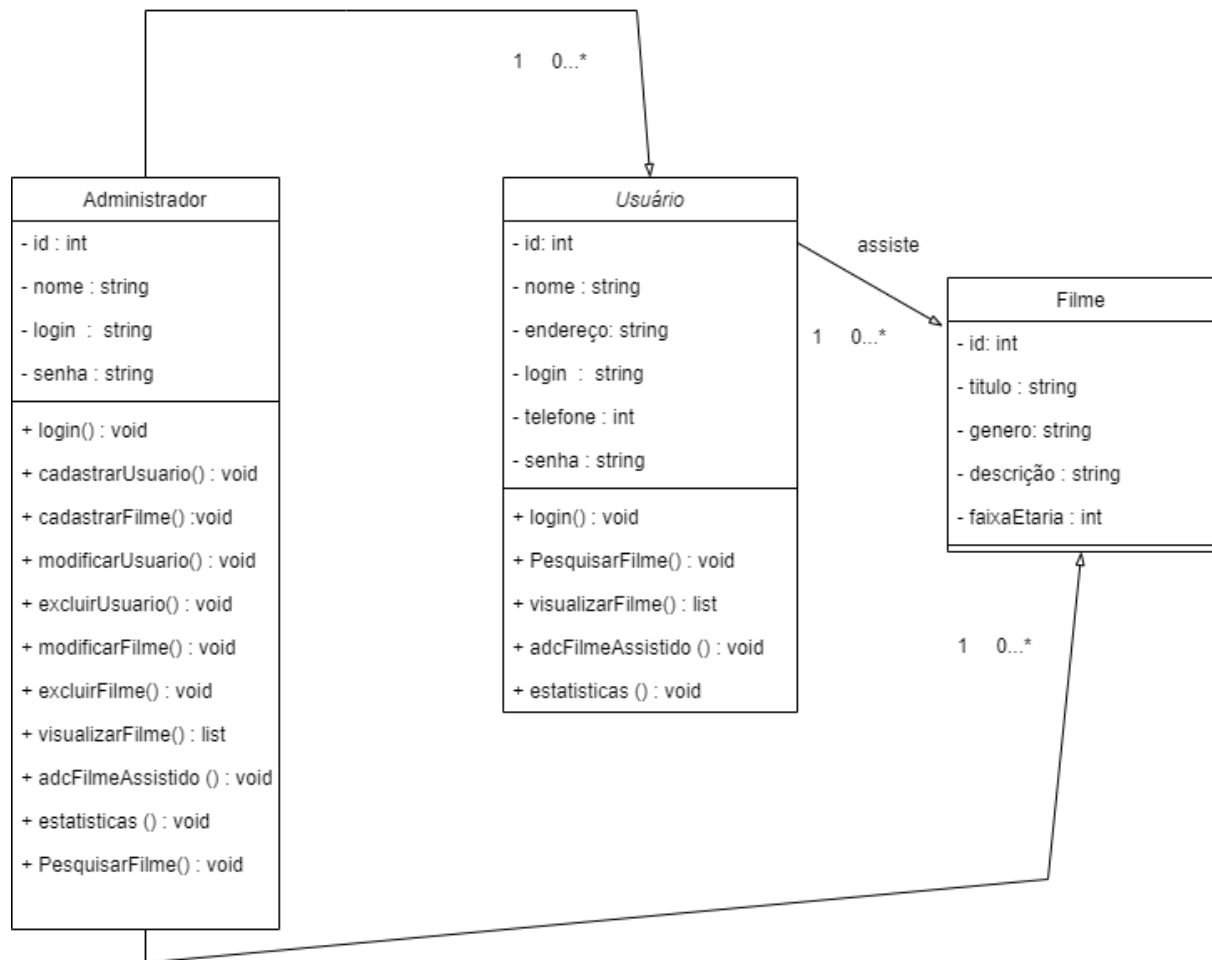 1 0...*
Administrador
- id : int
- nome : string
- login : string
- senha : string
+ login() : void
+ cadastrarUsuario() : void
+ cadastrarFilme() :void
+ modificarUsuario() : void
+ excluirUsuario() : void
+ modificarFilme() : void
+ excluirFilme() : void
+ visualizarFilme() : list
+ adcFilmeAssistido () : void
+ estatisticas () : void
+ PesquisarFilme() : void
Usuário
- id: int
- nome : string
- endereço: string
- login : string
- telefone : int
- senha : string
+ login() : void
+ PesquisarFilme() : void
+ visualizarFilme() : list
+ adcFilmeAssistido () : void
+ estatisticas () : void
assiste
1 0...*
Filme
- id: int
- titulo : string
- genero: string
- descrição : string
- faixaEtaria : int
1 0...*